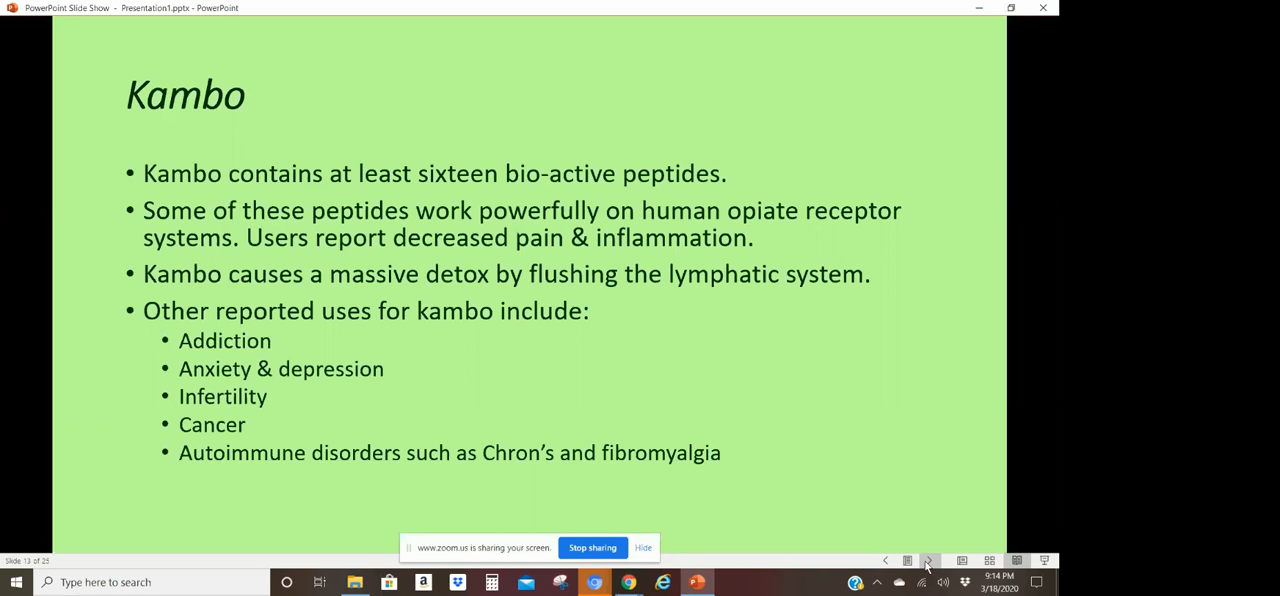 PowerPoint Slide Show - Presentation1.pptx - PowerPoint
Kambo
• Kambo contains at least sixteen bio-active peptides.
• Some of these peptides work powerfully on human opiate receptor
systems. Users report decreased pain & inflammation.
• Kambo causes a massive detox by flushing the lymphatic system.
• Other reported uses for kambo include:
• Addiction
• Anxiety & depression
• Infertility
• Cancer
• Autoimmune disorders such as Chron's and fibromyalgia
www.zoom.us is sharing your screen. Stop sharing Hide
Slide 13 of 25
Type here to search
9:14 PM
3/18/2020